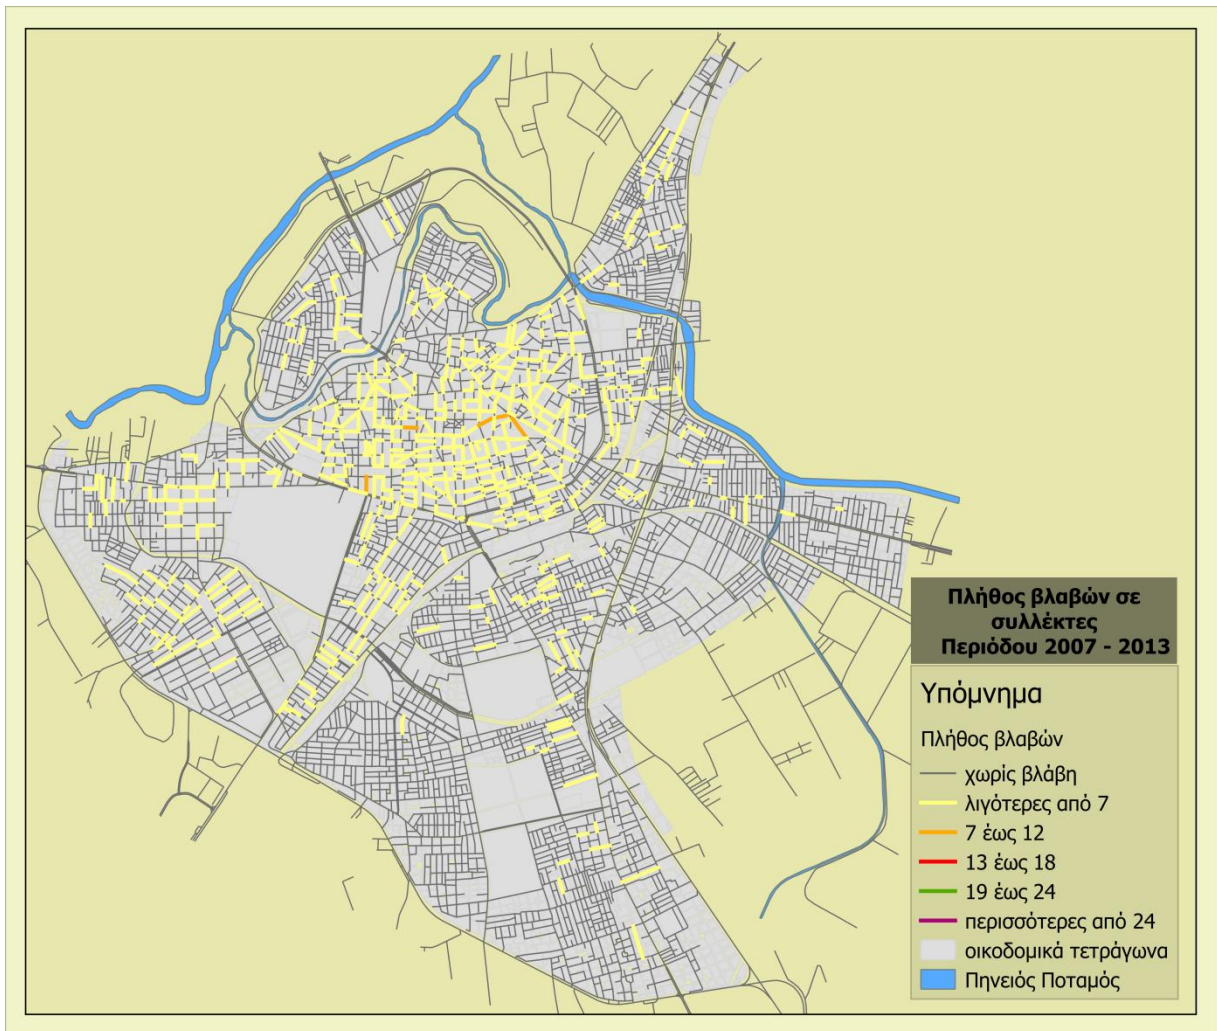 Πλήθος βλαβών σε
συλλέκτες
Περιόδου 2007 - 2013
Υπόμνημα
Πλήθος βλαβών
χωρίς βλάβη
λιγότερες από 7
7 έως 12
13 έως 18
19 έως 24
περισσότερες από 24
οικοδομικά τετράγωνα
Πηνειός Ποταμός